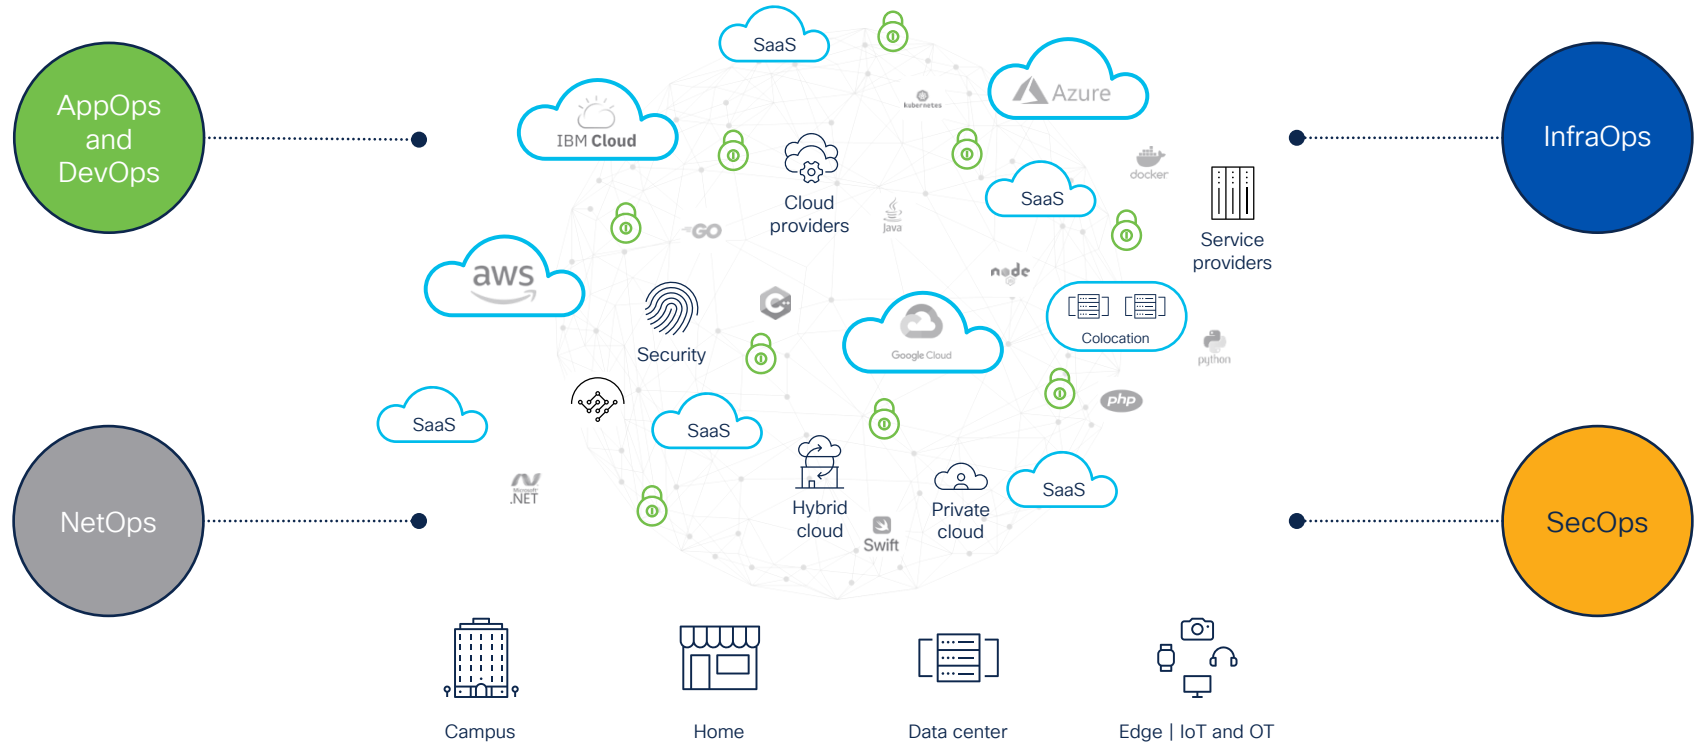 SaaS
AppOps
and
DevOps
IBM Cloud
kubernetes
Azure
InfraOps
docker
SaaS
Cloud
providers
GO
Java
Service
providers
aws
node
Security
Google Cloud
Colocation
python
php
SaaS
SaaS
SaaS
NetOps
Microsoft
.NET
Hybrid
cloud
Private
cloud
Swift
SecOps
Campus
Home
Data center
Edge | IoT and OT